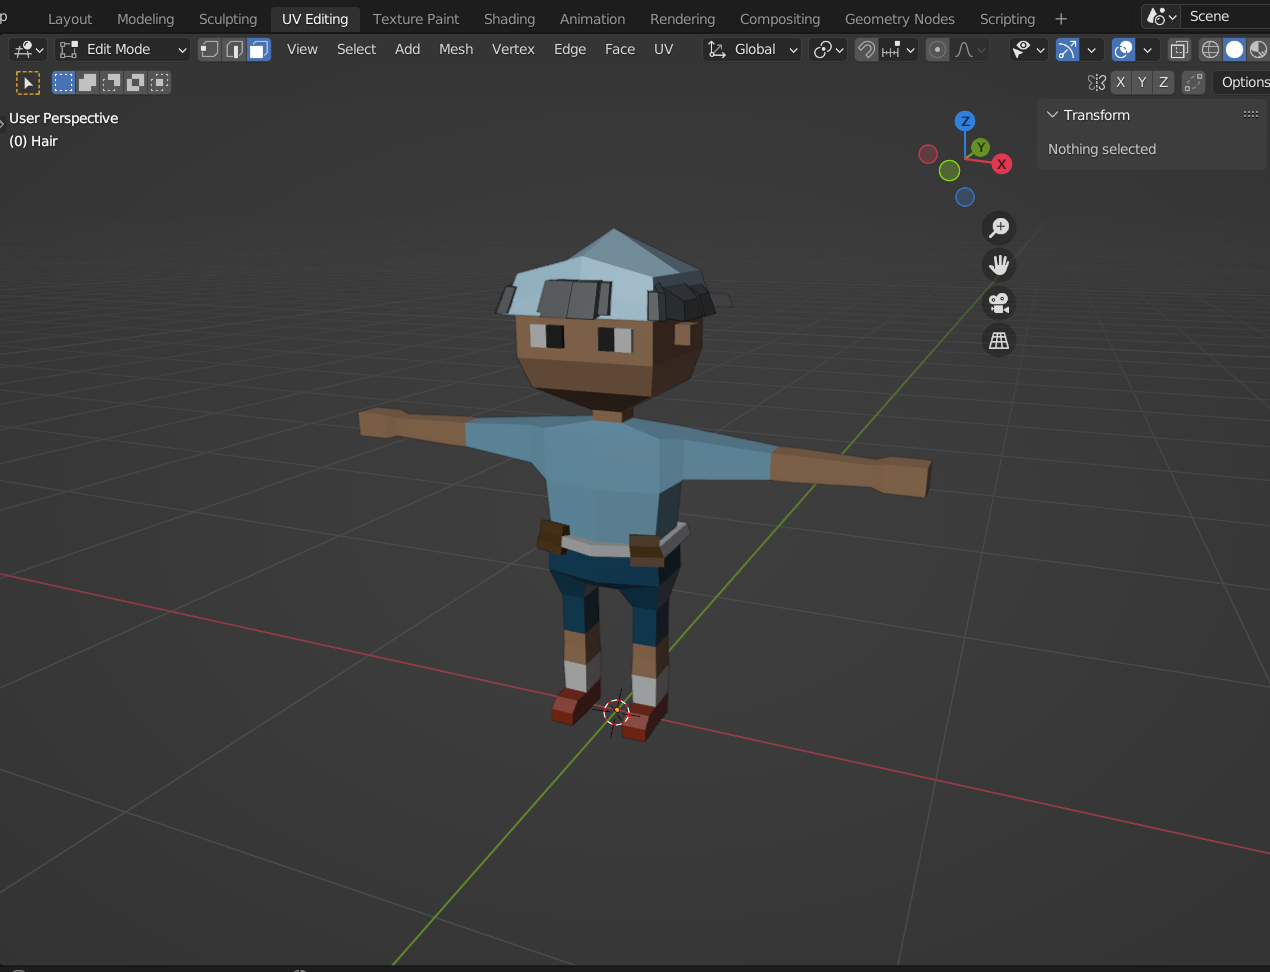 p Layout Modeling Sculpting UV Editing Texture Paint Shading Animation Rendering Compositing Geometry Nodes Scripting + Scene
Edit Mode View Select Add Mesh Vertex Edge Face UV Global
X Y Z Options
User Perspective
(0) Hair
Transform
Nothing selected
Z
Y
X